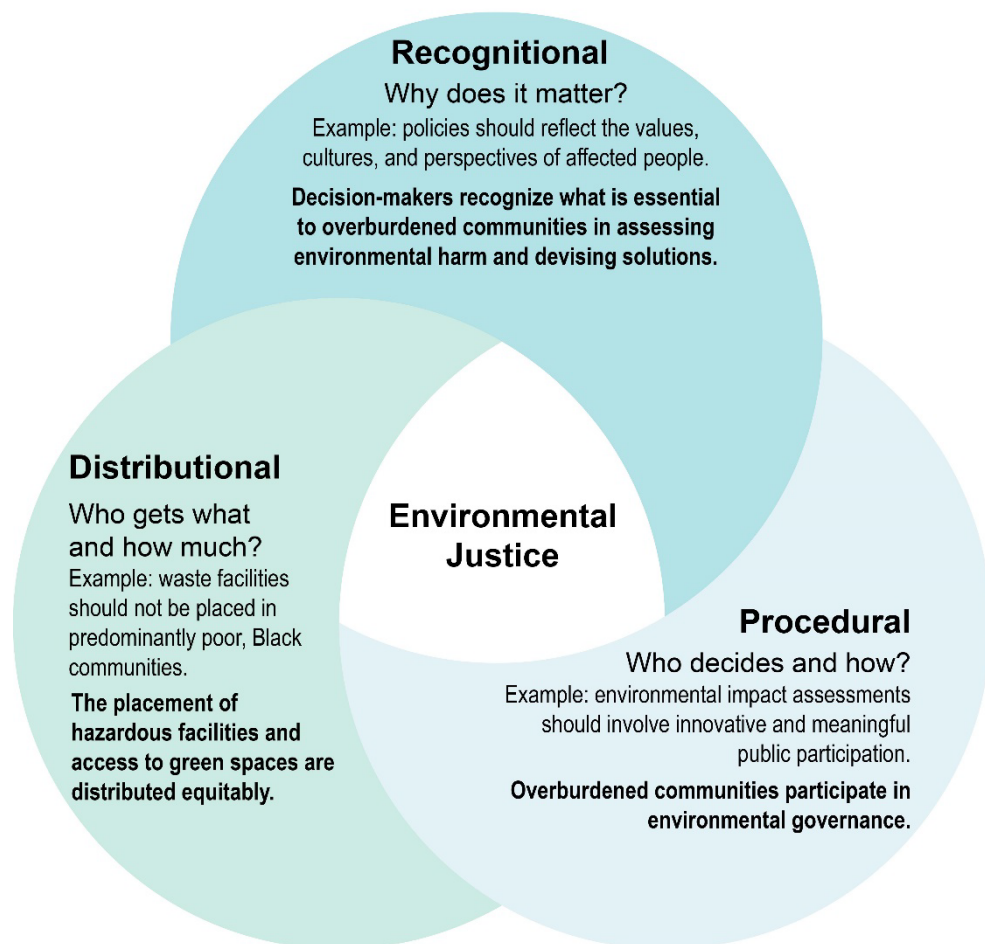 Recognitional
Why does it matter?
Example: policies should reflect the values,
cultures, and perspectives of affected people.
Decision-makers recognize what is essential
to overburdened communities in assessing
environmental harm and devising solutions.
Distributional
Who gets what
and how much?
Example: waste facilities
should not be placed in
predominantly poor, Black
communities.
The placement of
hazardous facilities and
access to green spaces are
distributed equitably.
Environmental
Justice
Procedural
Who decides and how?
Example: environmental impact assessments
should involve innovative and meaningful
public participation.
Overburdened communities participate in
environmental governance.